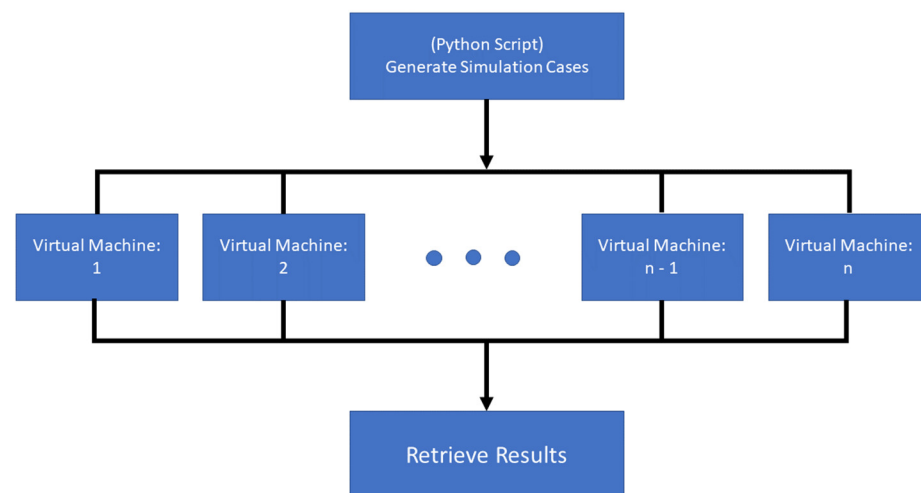 (Python Script)
Generate Simulation Cases
Virtual Machine:
1
Virtual Machine:
2
Virtual Machine:
n - 1
Virtual Machine:
n
Retrieve Results